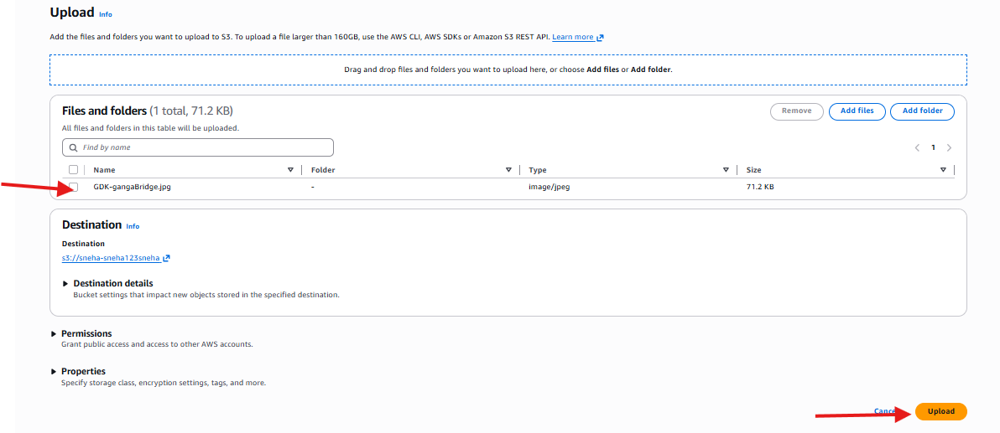 Upload Info
Add the files and folders you want to upload to S3. To upload a file larger than 160GB, use the AWS CLI, AWS SDKs or Amazon S3 REST API. Learn more
Drag and drop files and folders you want to upload here, or choose Add files or Add folder.
Files and folders (1 total, 71.2 KB)
Remove Add files Add folder
All files and folders in this table will be uploaded.
Find by name
1
Name Folder Type Size
GDK-gangaBridge.jpg - image/jpeg 71.2 KB
Destination Info
Destination
s3://sneha-sneha123sneha
Destination details
Bucket settings that impact new objects stored in the specified destination.
Permissions
Grant public access and access to other AWS accounts.
Properties
Specify storage class, encryption settings, tags, and more.
Cancel Upload